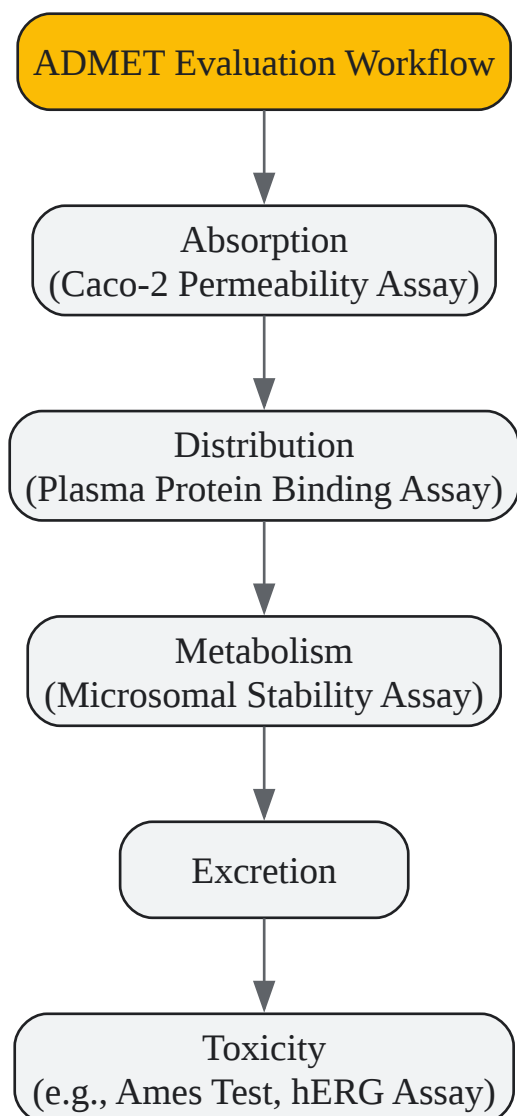 ADMET Evaluation Workflow
Absorption
(Caco-2 Permeability Assay)
Distribution
(Plasma Protein Binding Assay)
Metabolism
(Microsomal Stability Assay)
Excretion
Toxicity
(e.g., Ames Test, hERG Assay)